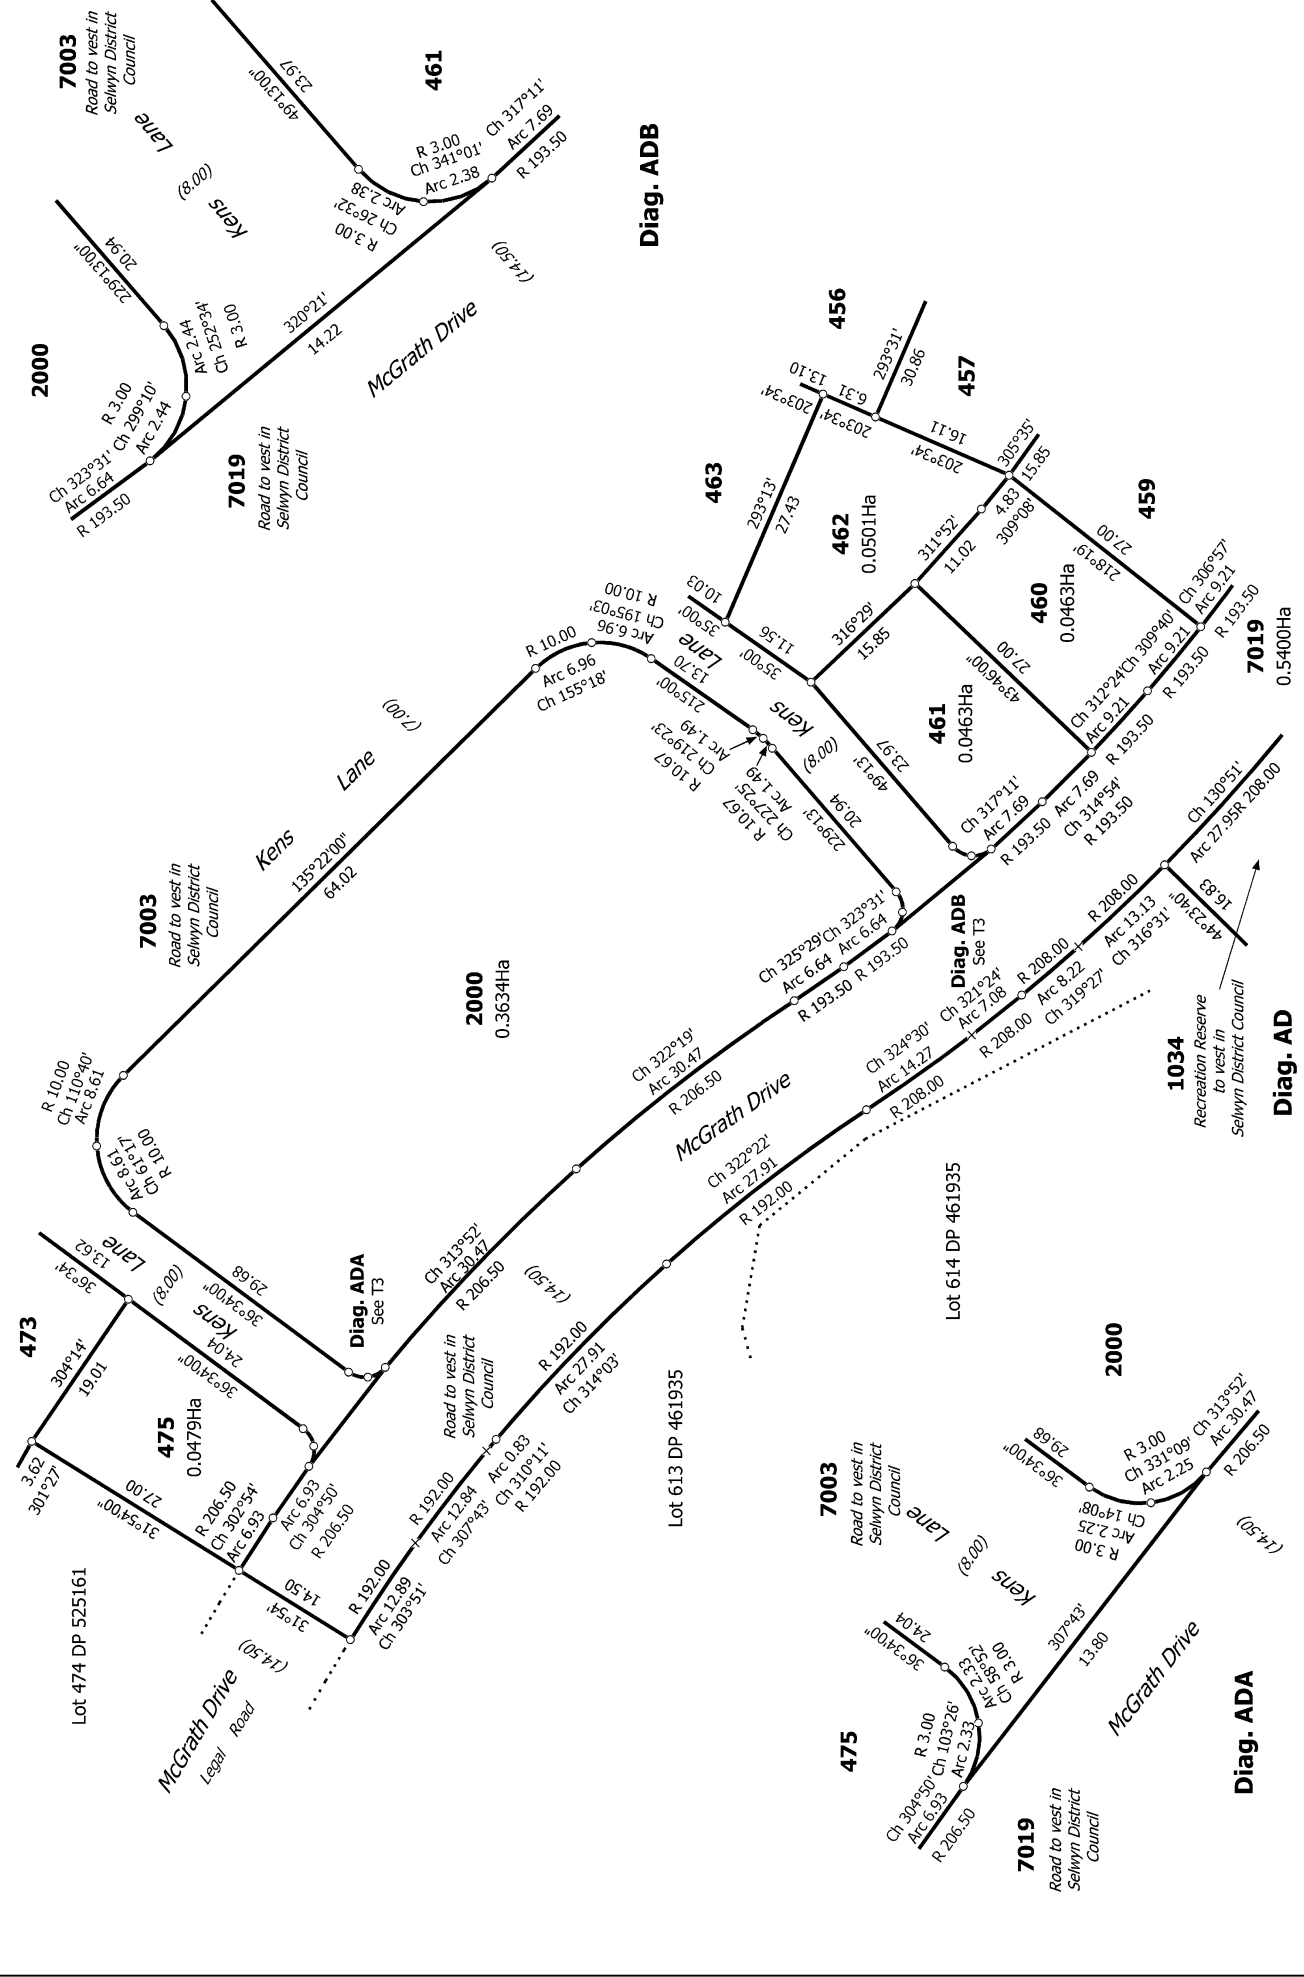 7003
Road to vest in
Selwyn District
Council
Lane
(8.00)
Kens
49°13'00"
23.97
461
R 3.00
Ch 341°01'
Arc 2.38
Ch 317°11'
Arc 7.69
R 193.50
Arc 2.38
Ch 26°32'
R 3.00
229°13'00"
20.94
2000
Arc 2.44
Ch 252°34'
R 3.00
R 3.00
Ch 299°10'
Arc 2.44
Ch 323°31'
Arc 6.64
R 193.50
320°21'
14.22
McGrath Drive
(14.50)
7019
Road to vest in
Selwyn District
Council
Diag. ADB
456
293°31'
30.86
457
13.10
203°34'
6.31
203°34'
16.11
203°34'
463
293°13'
27.43
462
0.0501Ha
305°35'
15.85
4.83
309°08'
311°52'
11.02
459
27.00
218°19'
460
0.0463Ha
316°29'
15.85
27.00
43°46'00"
461
0.0463Ha
Ch 306°57'
Arc 9.21
R 193.50
Ch 309°40'
Arc 9.21
R 193.50
Ch 312°24'
Arc 9.21
R 193.50
7019
0.5400Ha
10.03
35°00'
11.56
35°00'
Lane
Kens
(8.00)
23.97
49°13'
R 10.00
Arc 6.96
Ch 155°18'
R 10.00
Ch 195°03'
Arc 6.96
13.70
215°00'
R 10.67
Ch 219°23'
Arc 1.49
R 10.67
Ch 227°25'
Arc 1.49
20.94
229°13'
Ch 317°11'
Arc 7.69
R 193.50
Arc 7.69
Ch 314°54'
R 193.50
(7.00)
Lane
Kens
135°22'00"
64.02
7003
Road to vest in
Selwyn District
Council
2000
0.3634Ha
Ch 325°29'
Arc 6.64
R 193.50
Ch 323°31'
Arc 6.64
R 193.50
Diag. ADB
See T3
Ch 130°51'
Arc 27.95
R 208.00
16.83
44°23'40"
R 208.00
Arc 13.13
Ch 316°31'
R 208.00
Arc 8.22
Ch 319°27'
Ch 321°24'
Arc 7.08
R 208.00
Ch 324°30'
Arc 14.27
R 208.00
1034
Recreation Reserve
to vest in
Selwyn District Council
Diag. AD
Ch 322°19'
Arc 30.47
R 206.50
McGrath Drive
Ch 322°22'
Arc 27.91
R 192.00
Lot 614 DP 461935
R 10.00
Ch 110°40'
Arc 8.61
Arc 8.61
Ch 61°17'
R 10.00
13.62
36°34'
Lane
(8.00)
Kens
29.68
36°34'00"
Diag. ADA
See T3
Ch 313°52'
Arc 30.47
R 206.50
(14.50)
Road to vest in
Selwyn District
Council
R 192.00
Arc 27.91
Ch 314°03'
Lot 613 DP 461935
473
304°14'
19.01
24.04
36°34'00"
475
0.0479Ha
3.62
301°27'
27.00
31°54'00"
R 206.50
Ch 302°54'
Arc 6.93
Arc 6.93
Ch 304°50'
R 206.50
R 192.00
Arc 12.84
Ch 307°43'
Arc 0.83
Ch 310°11'
R 192.00
R 192.00
Arc 12.89
Ch 303°51'
14.50
31°54'
Lot 474 DP 525161
(14.50)
McGrath Drive
Legal Road
2000
7003
Road to vest in
Selwyn District
Council
Lane
(8.00)
Kens
29.68
36°34'00"
R 3.00
Ch 331°09'
Arc 2.25
Ch 313°52'
Arc 30.47
R 206.50
Ch 14°08'
Arc 2.25
R 3.00
24.04
36°34'00"
Arc 2.33
Ch 58°52'
R 3.00
475
R 3.00
Ch 103°26'
Arc 2.33
Ch 304°50'
Arc 6.93
R 206.50
307°43'
13.80
(14.50)
McGrath Drive
7019
Road to vest in
Selwyn District
Council
Diag. ADA